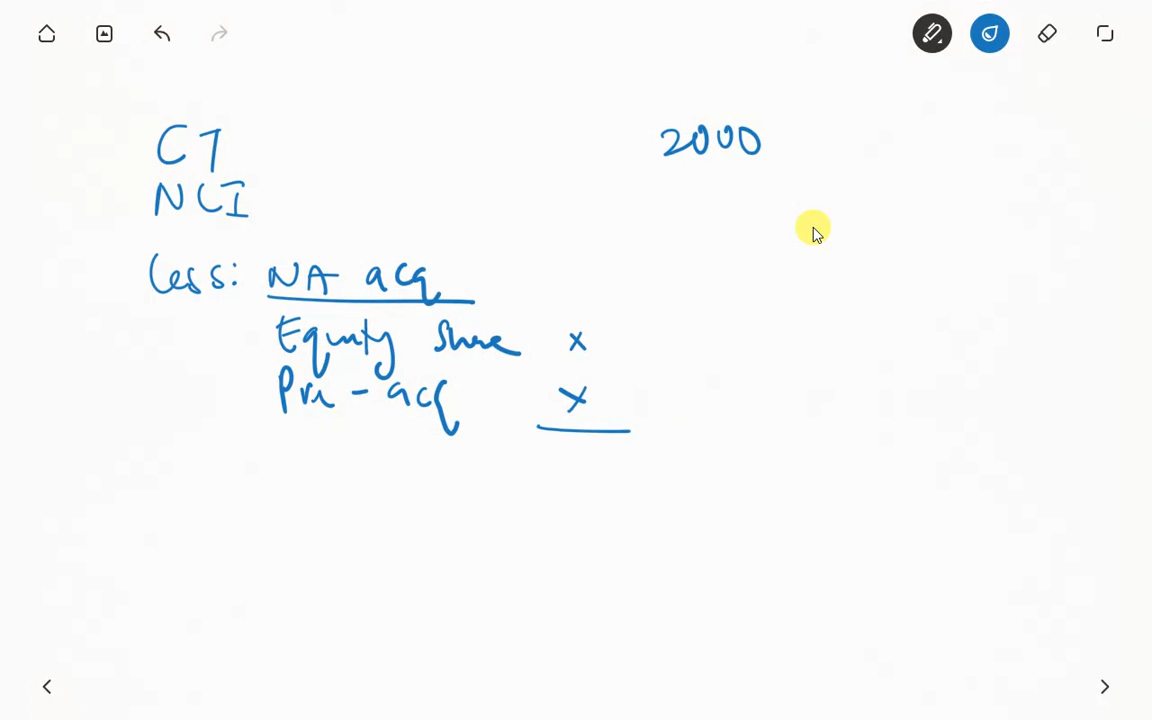 CT 2000
NCI
less: NA acq
Equity share x
Pre-acq x